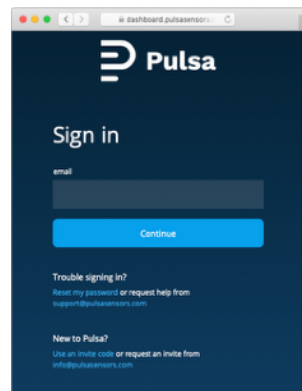 dashboard.pulsasensors.
Pulsa
Sign in
email
Continue
Trouble signing in?
Reset my password or request help from
support@pulsasensors.com
New to Pulsa?
Use an invite code or request an invite from
info@pulsasensors.com